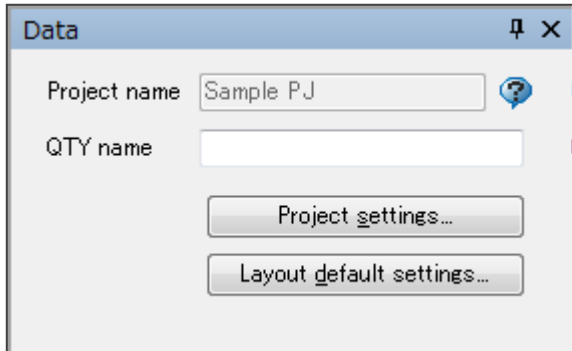 Data
Project name Sample PJ
QTY name
Project settings...
Layout default settings...